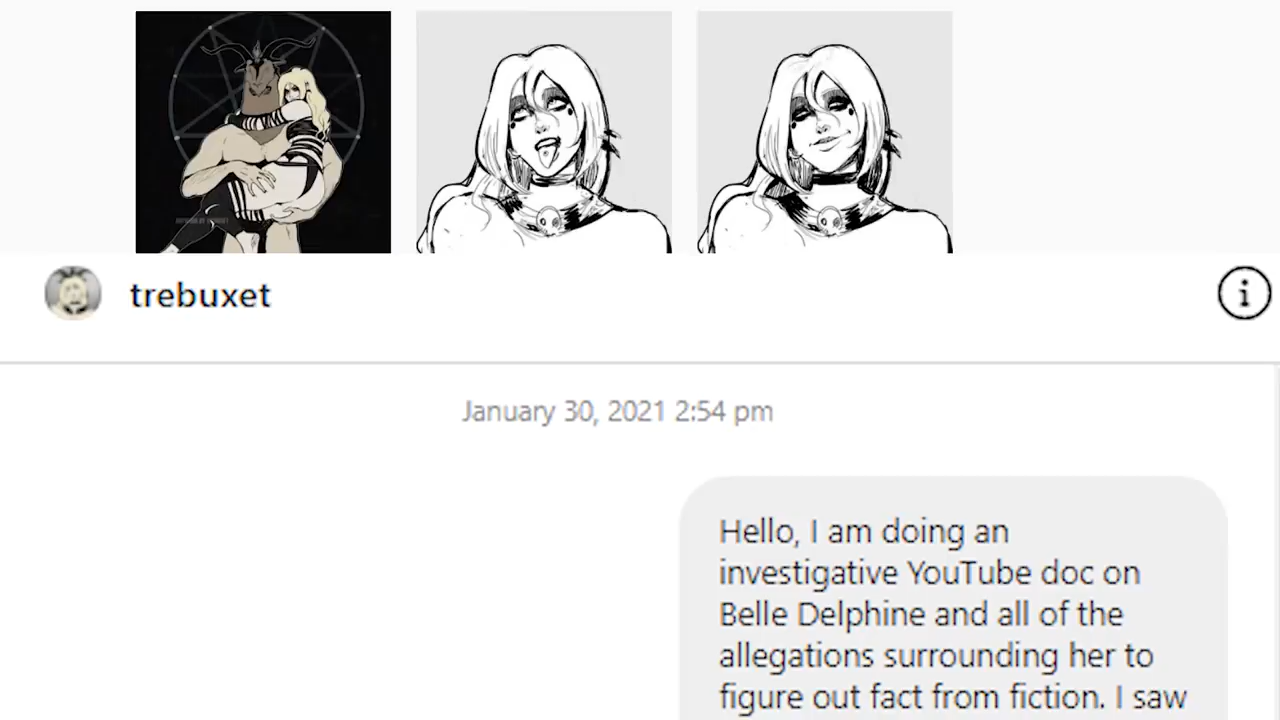 trebuxet
January 30, 2021 2:54 pm
Hello, I am doing an
investigative YouTube doc on
Belle Delphine and all of the
allegations surrounding her to
figure out fact from fiction. I saw